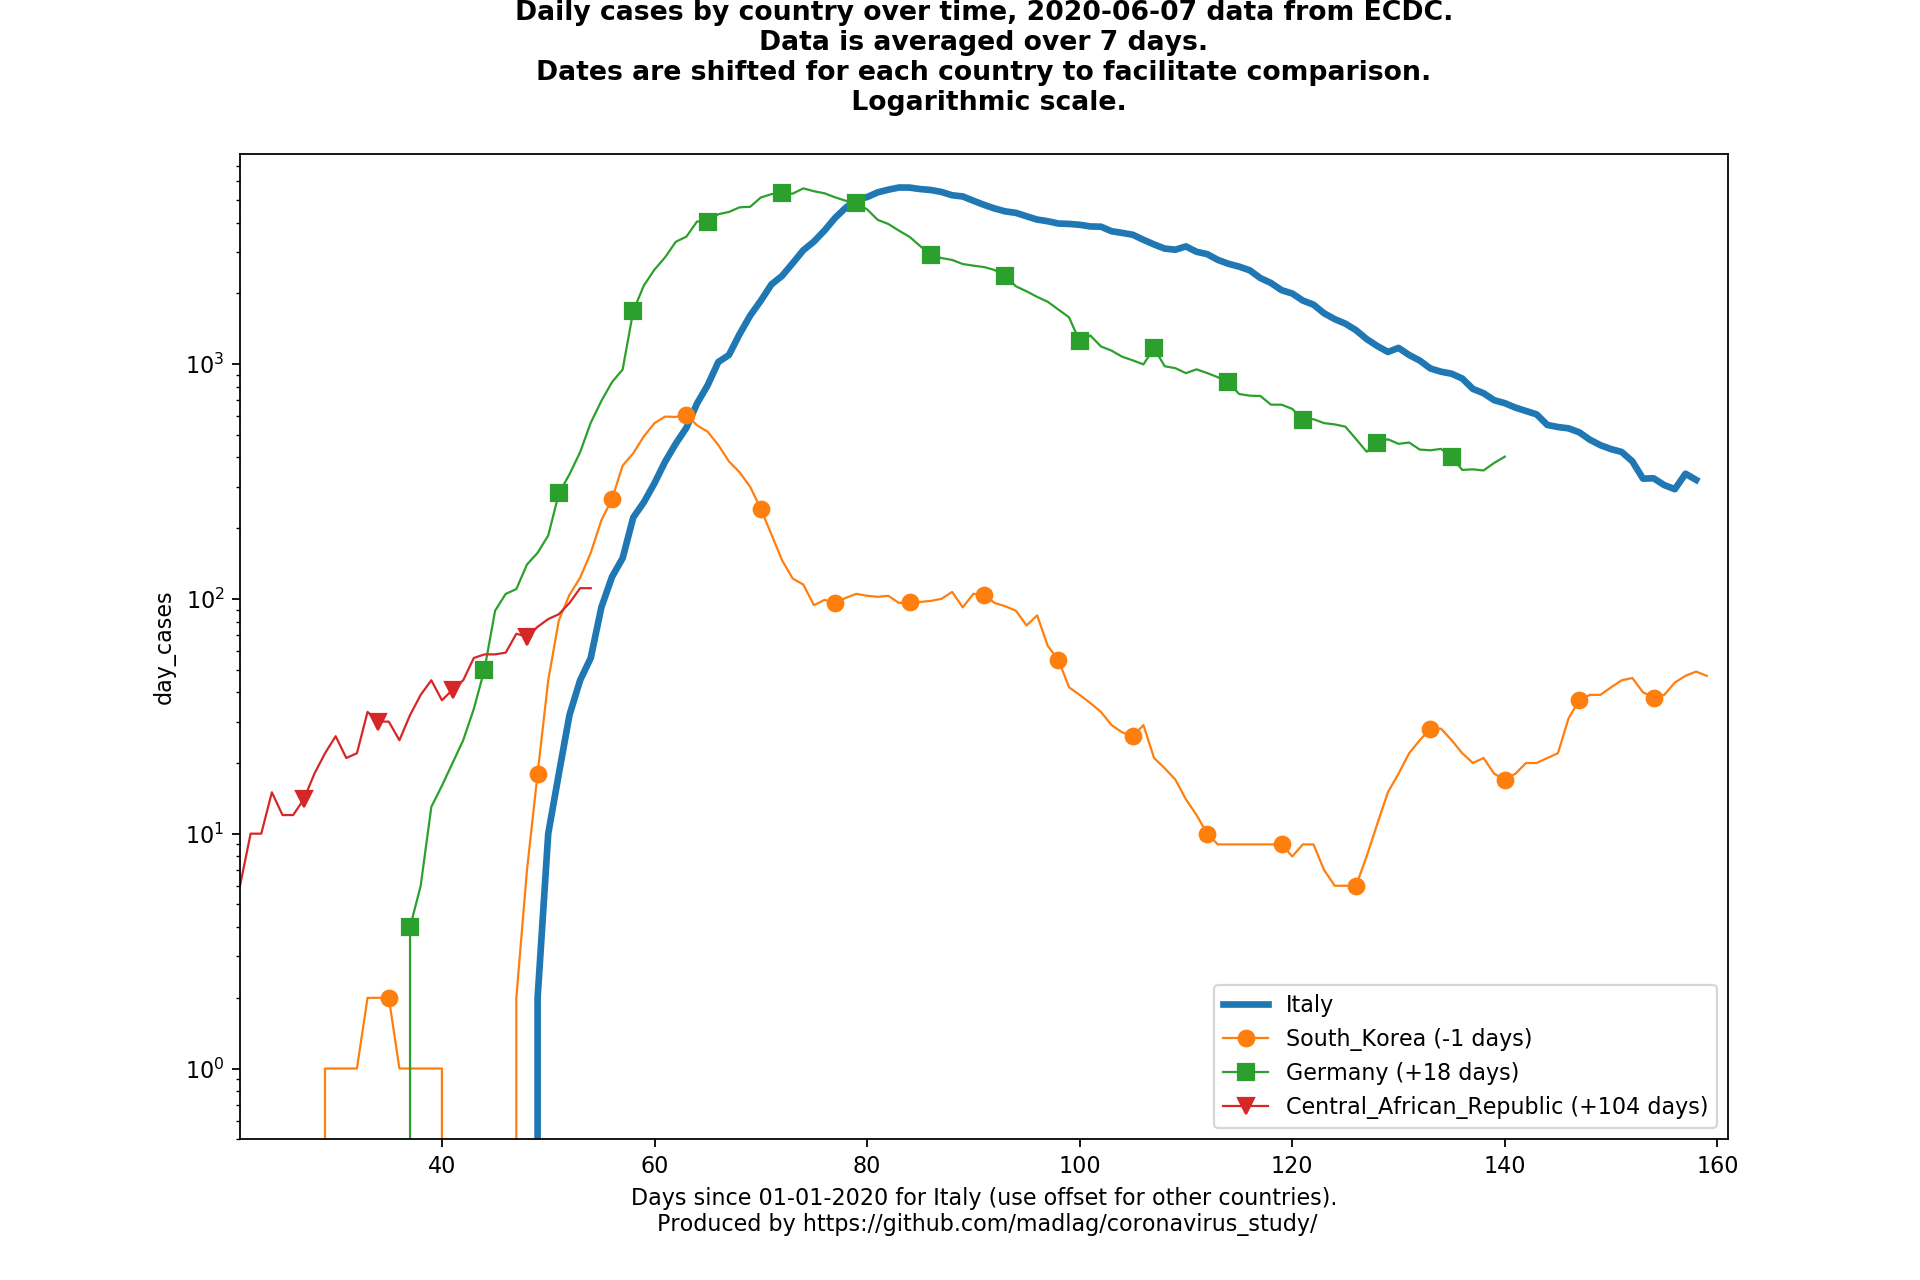 Daily cases by country over time, 2020-06-07 data from ECDC.
Data is averaged over 7 days.
Dates are shifted for each country to facilitate comparison.
Logarithmic scale.
10³
10²
10¹
10⁰
day_cases
Italy
South_Korea (-1 days)
Germany (+18 days)
Central_African_Republic (+104 days)
40 60 80 100 120 140 160
Days since 01-01-2020 for Italy (use offset for other countries).
Produced by https://github.com/madlag/coronavirus_study/